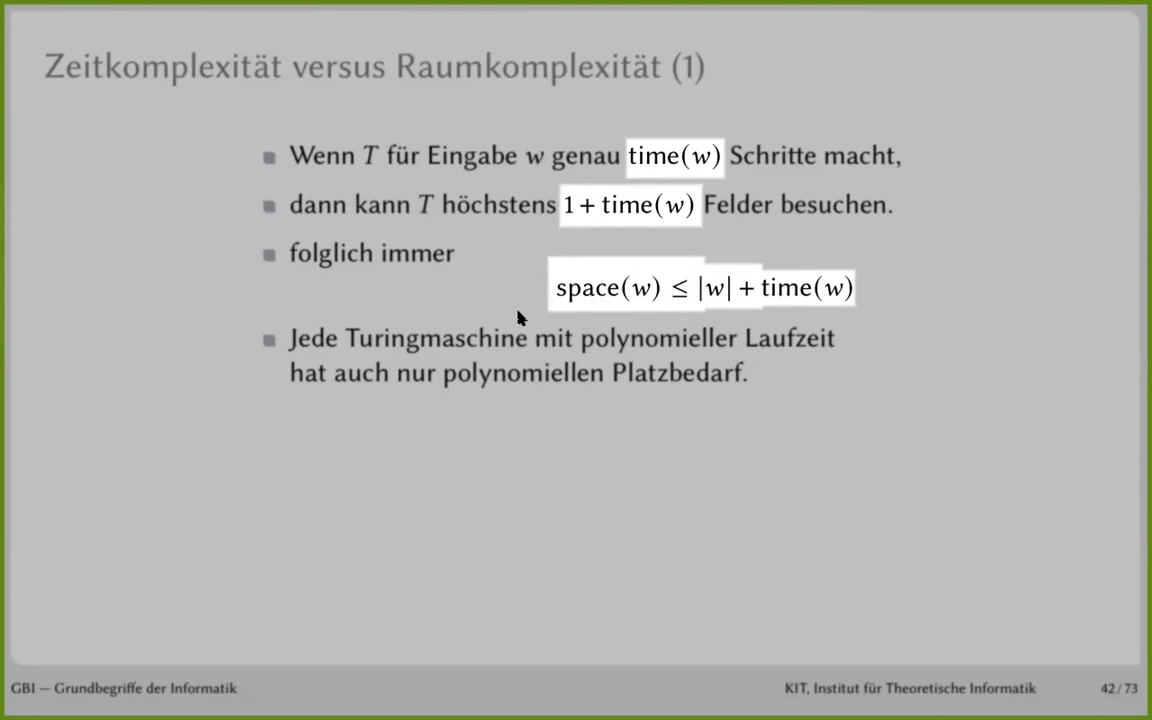 Zeitkomplexität versus Raumkomplexität (1)
Wenn T für Eingabe w genau time(w) Schritte macht,
dann kann T höchstens 1 + time(w) Felder besuchen.
folglich immer
space(w) ≤ |w| + time(w)
Jede Turingmaschine mit polynomieller Laufzeit
hat auch nur polynomiellen Platzbedarf.
GBI — Grundbegriffe der Informatik
KIT, Institut für Theoretische Informatik
42 / 73